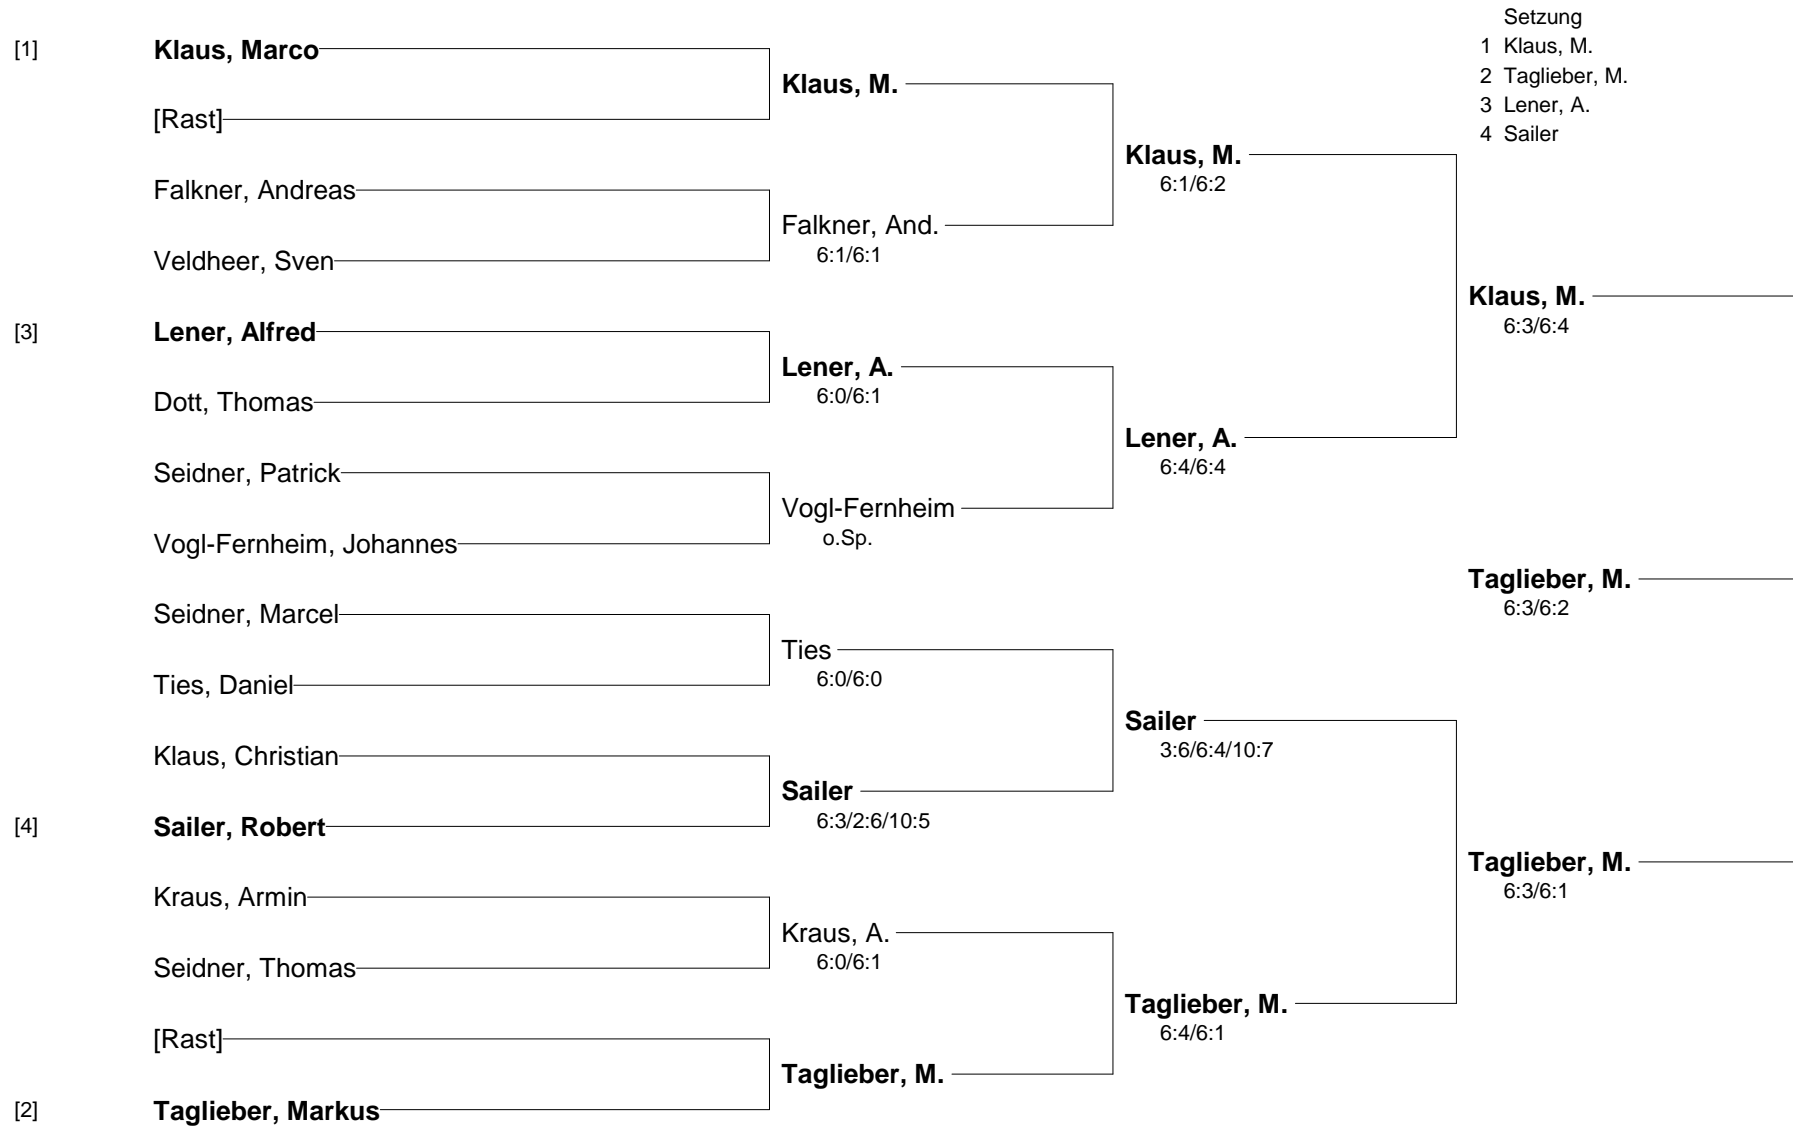 Setzung
1 Klaus, M.
2 Taglieber, M.
3 Lener, A.
4 Sailer
[1] Klaus, Marco
[Rast]
Falkner, Andreas
Veldheer, Sven
[3] Lener, Alfred
Dott, Thomas
Seidner, Patrick
Vogl-Fernheim, Johannes
Seidner, Marcel
Ties, Daniel
Klaus, Christian
[4] Sailer, Robert
Kraus, Armin
Seidner, Thomas
[Rast]
[2] Taglieber, Markus
Klaus, M.
Falkner, And.
6:1/6:1
Lener, A.
6:0/6:1
Vogl-Fernheim
o.Sp.
Ties
6:0/6:0
Sailer
6:3/2:6/10:5
Kraus, A.
6:0/6:1
Taglieber, M.
Klaus, M.
6:1/6:2
Lener, A.
6:4/6:4
Sailer
3:6/6:4/10:7
Taglieber, M.
6:4/6:1
Klaus, M.
6:3/6:4
Taglieber, M.
6:3/6:2
Taglieber, M.
6:3/6:1